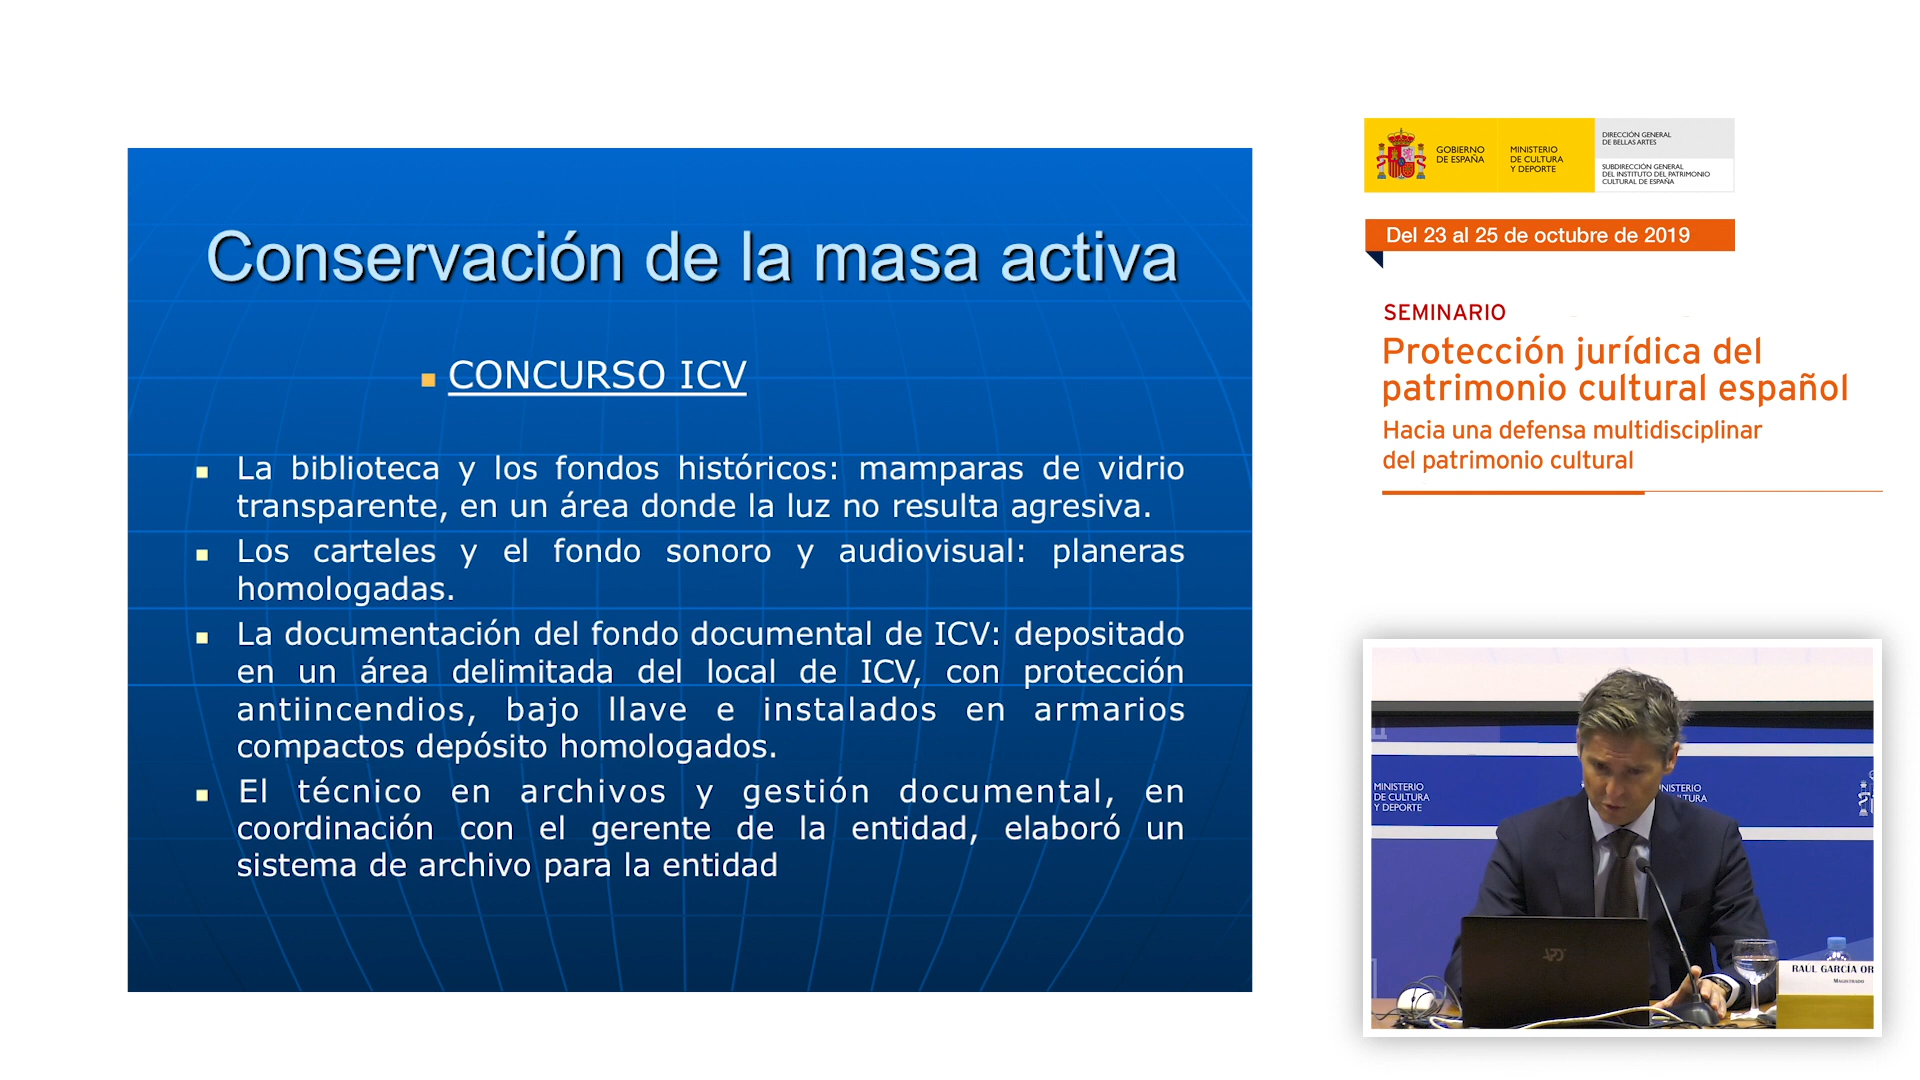 Conservación de la masa activa
CONCURSO ICV
La biblioteca y los fondos históricos: mamparas de vidrio
transparente, en un área donde la luz no resulta agresiva.
Los carteles y el fondo sonoro y audiovisual: planeras
homologadas.
La documentación del fondo documental de ICV: depositado
en un área delimitada del local de ICV, con protección
antiincendios, bajo llave e instalados en armarios
compactos depósito homologados.
El técnico en archivos y gestión documental, en
coordinación con el gerente de la entidad, elaboró un
sistema de archivo para la entidad
GOBIERNO
DE ESPAÑA
MINISTERIO
DE CULTURA
Y DEPORTE
DIRECCIÓN GENERAL
DE BELLAS ARTES
SUBDIRECCIÓN GENERAL
DEL INSTITUTO DEL PATRIMONIO
CULTURAL DE ESPAÑA
Del 23 al 25 de octubre de 2019
SEMINARIO
Protección jurídica del
patrimonio cultural español
Hacia una defensa multidisciplinar
del patrimonio cultural
MINISTERIO
DE CULTURA
Y DEPORTE
RAUL GARCÍA OR
MAGISTRADO